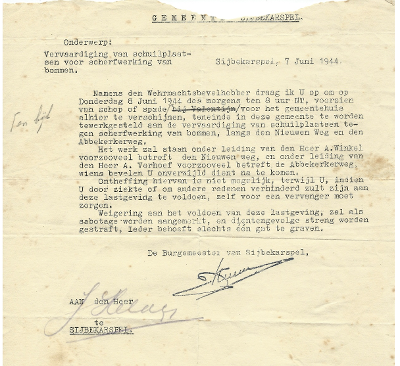 GEMEENTE SIJBEKARSPEL.
Onderwerp:
Vervaardiging van schuilplaat-
sen voor scherfwerking van
bommen.
Sijbekarspel, 7 Juni 1944.
Namens den Wehrmachtsbevelhebber draag ik U op om op
Donderdag 8 Juni 1944 des morgens ten 8 uur DT, voorzien
van schop of spade/bij Valentijn/voor het gemeentehuis
alhier te verschijnen, teneinde in deze gemeente te worden
tewerkgesteld aan de vervaardiging van schuilplaatsen te-
gen scherfwerking van bommen, langs den Nieuwen Weg en den
Abbekerkerweg.
Het werk zal staan onder leiding van den Heer A.Winkel
voorzooveel betreft den Nieuwenweg, en onder leiding van
den Heer A. Verhoef voorzooveel betreft de Abbekerkerweg,
wiens bevelen U onverwijld dient na te komen.
Ontheffing hiervan is niet mogelijk, terwijl U, indien
U door ziekte of om andere redenen verhinderd zult zijn aan
deze lastgeving te voldoen, zelf voor een vervanger moet
zorgen.
Weigering aan het voldoen van deze lastgeving, zal als
sabotage worden aangemerkt, en dientengevolge streng worden
gestraft. Ieder behoeft slechts een gat te graven.
De Burgemeester van Sijbekarspel,
AAN den Heer
te
SIJBEKARSPEL.